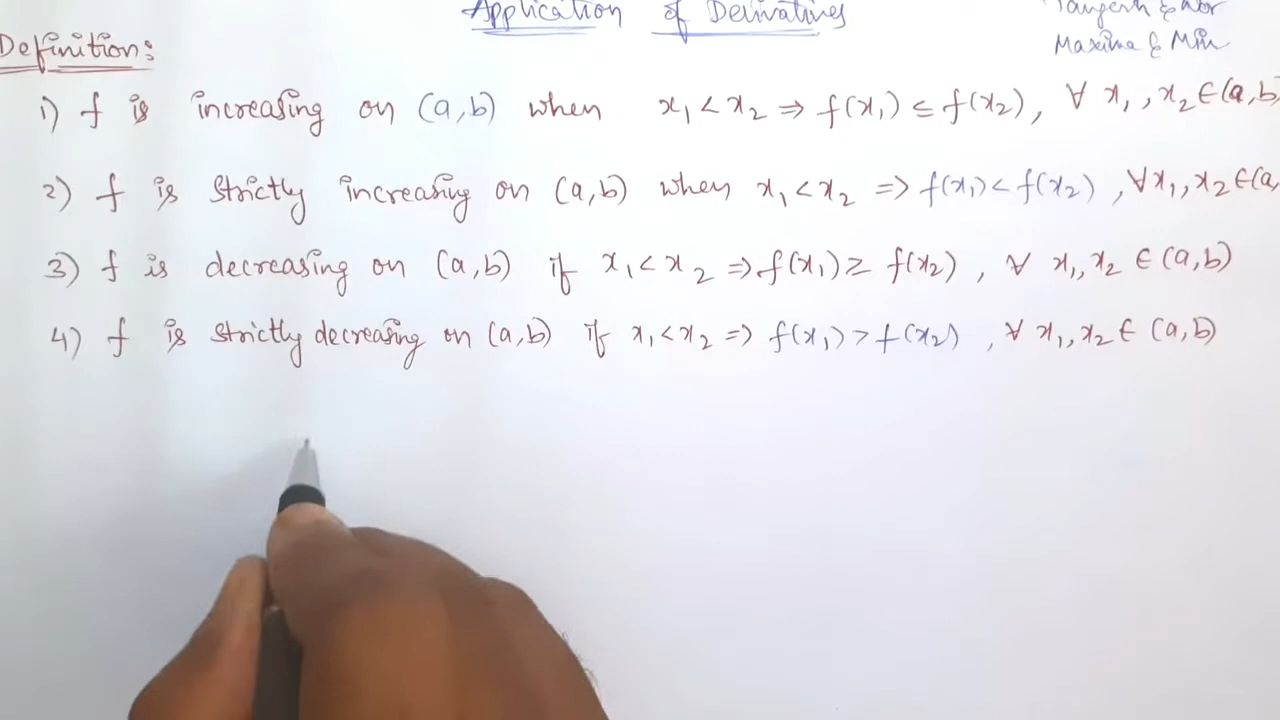 Application of Derivatives
Maxima & Min
Definition:
1) f is increasing on (a,b) when x₁ < x₂ ⇒ f(x₁) ≤ f(x₂), ∀ x₁, x₂ ∈ (a,b)
2) f is strictly increasing on (a,b) when x₁ < x₂ ⇒ f(x₁) < f(x₂), ∀ x₁, x₂ ∈ (a,
3) f is decreasing on (a,b) if x₁ < x₂ ⇒ f(x₁) ≥ f(x₂), ∀ x₁, x₂ ∈ (a,b)
4) f is strictly decreasing on (a,b) if x₁ < x₂ ⇒ f(x₁) > f(x₂), ∀ x₁, x₂ ∈ (a,b)